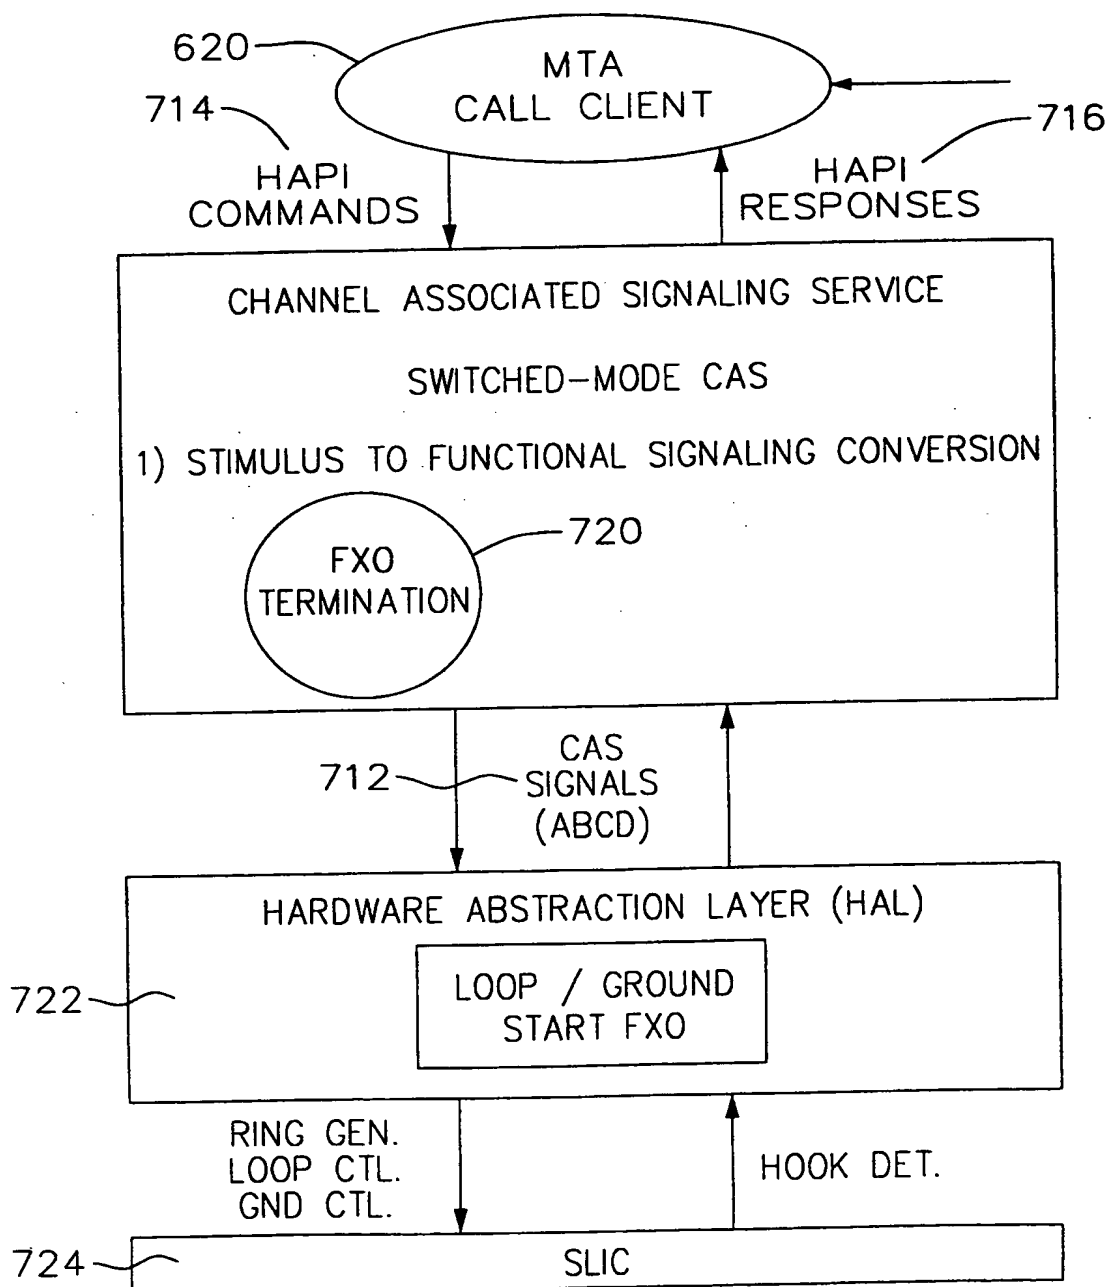 620
MTA
CALL CLIENT
714
716
HAPI
COMMANDS
HAPI
RESPONSES
CHANNEL ASSOCIATED SIGNALING SERVICE
SWITCHED-MODE CAS
1) STIMULUS TO FUNCTIONAL SIGNALING CONVERSION
720
FXO
TERMINATION
712
CAS
SIGNALS
(ABCD)
HARDWARE ABSTRACTION LAYER (HAL)
722
LOOP / GROUND
START FXO
RING GEN.
LOOP CTL.
GND CTL.
HOOK DET.
724
SLIC